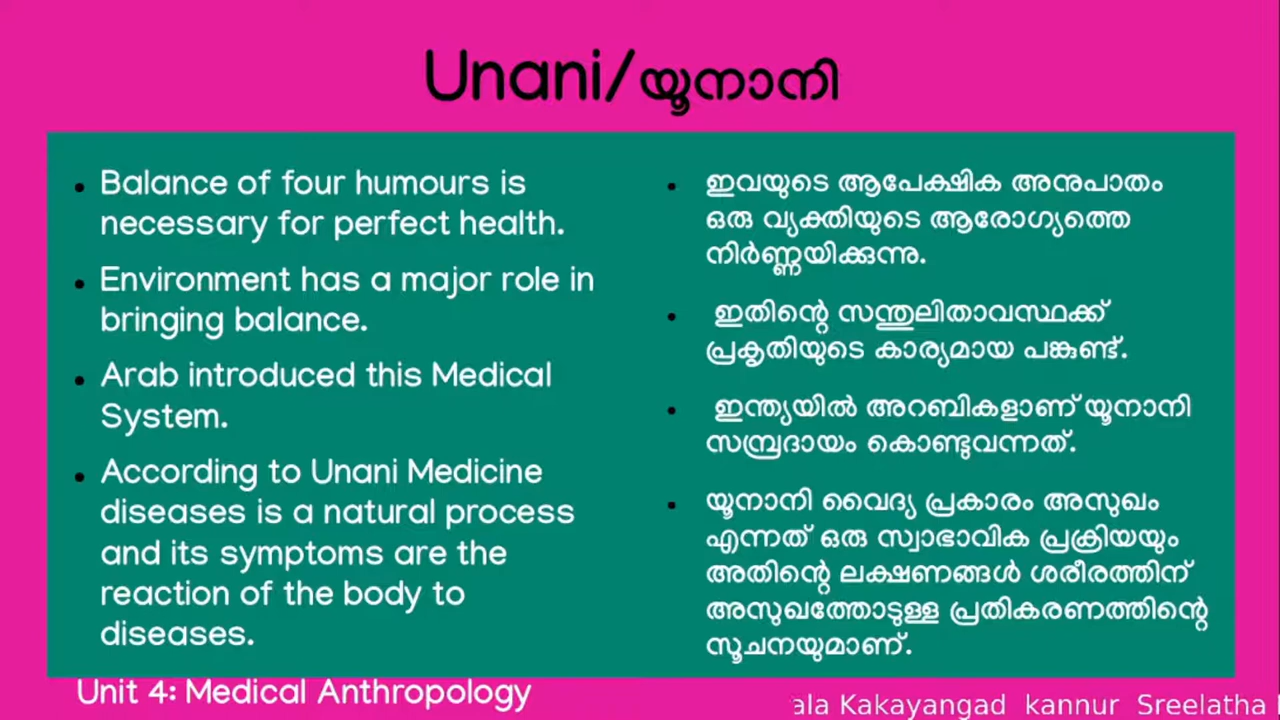 Unani/യൂനാനി
Balance of four humours is
necessary for perfect health.
Environment has a major role in
bringing balance.
Arab introduced this Medical
System.
According to Unani Medicine
diseases is a natural process
and its symptoms are the
reaction of the body to
diseases.
ഇവയുടെ ആപേക്ഷിക അനുപാതം
ഒരു വ്യക്തിയുടെ ആരോഗ്യത്തെ
നിർണ്ണയിക്കുന്നു.
ഇതിന്റെ സന്തുലിതാവസ്ഥക്ക്
പ്രകൃതിയുടെ കാര്യമായ പങ്കുണ്ട്.
ഇന്ത്യയിൽ അറബികളാണ് യൂനാനി
സമ്പ്രദായം കൊണ്ടുവന്നത്.
യൂനാനി വൈദ്യ പ്രകാരം അസുഖം
എന്നത് ഒരു സ്വാഭാവിക പ്രക്രിയയും
അതിന്റെ ലക്ഷണങ്ങൾ ശരീരത്തിന്
അസുഖത്തോടുള്ള പ്രതികരണത്തിന്റെ
സൂചനയുമാണ്.
Unit 4: Medical Anthropology
Kakayangad kannur Sreelatha